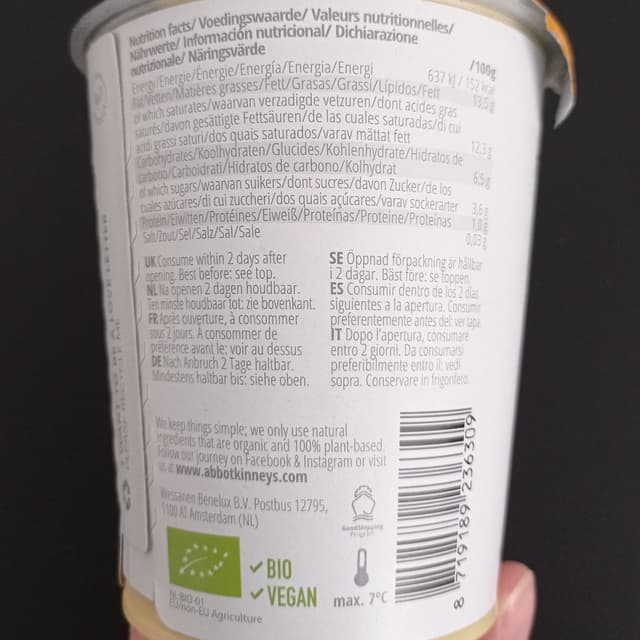 Nutrition facts/ Voedingswaarde/ Valeurs nutritionnelles/
Nährwerte/ Información nutricional/ Dichiarazione
nutrizionale/ Näringsvärde
/100g
Energy/Energie/Énergie/Energía/Energia/Energi 637 kJ / 152 kcal
Fat/Vetten/Matières grasses/Fett/Grasas/Grassi/Lípidos/Fett 13,5 g
of which saturates/waarvan verzadigde vetzuren/dont acides gras
saturés/davon gesättigte Fettsäuren/de las cuales saturadas/di cui
acidi grassi saturi/dos quais saturados/varav mättat fett 12,3 g
Carbohydrates/Koolhydraten/Glucides/Kohlenhydrate/Hidratos de
carbono/Carboidrati/Hidratos de carbono/Kolhydrat 6,5 g
of which sugars/waarvan suikers/dont sucres/davon Zucker/de los
cuales azúcares/di cui zuccheri/dos quais açúcares/varav sockerarter 3,6 g
Protein/Eiwitten/Protéines/Eiweiß/Proteínas/Proteine/Proteínas 1,0 g
Salt/Zout/Sel/Salz/Sal/Sale 0,03 g
UK Consume within 2 days after
opening. Best before: see top.
NL Na openen 2 dagen houdbaar.
Ten minste houdbaar tot: zie bovenkant.
FR Après ouverture, à consommer
sous 2 jours. À consommer de
préférence avant le: voir au dessus
DE Nach Anbruch 2 Tage haltbar.
Mindestens haltbar bis: siehe oben.
SE Öppnad förpackning är hållbar
i 2 dagar. Bäst före: se toppen.
ES Consumir dentro de los 2 días
siguientes a la apertura. Consumir
preferentemente antes del: ver tapa.
IT Dopo l'apertura, consumare
entro 2 giorni. Da consumarsi
preferibilmente entro il: vedi
sopra. Conservare in frigorifero.
We keep things simple; we only use natural
ingredients that are organic and 100% plant-based.
Follow our journey on Facebook & Instagram or visit
us at www.abbotkinneys.com
Wessanen Benelux B.V. Postbus 12795,
1100 AT Amsterdam (NL)
GoodShipping
Program
BIO
VEGAN
max. 7°C
NL-BIO-01
EU/non-EU Agriculture
8 719189 236309